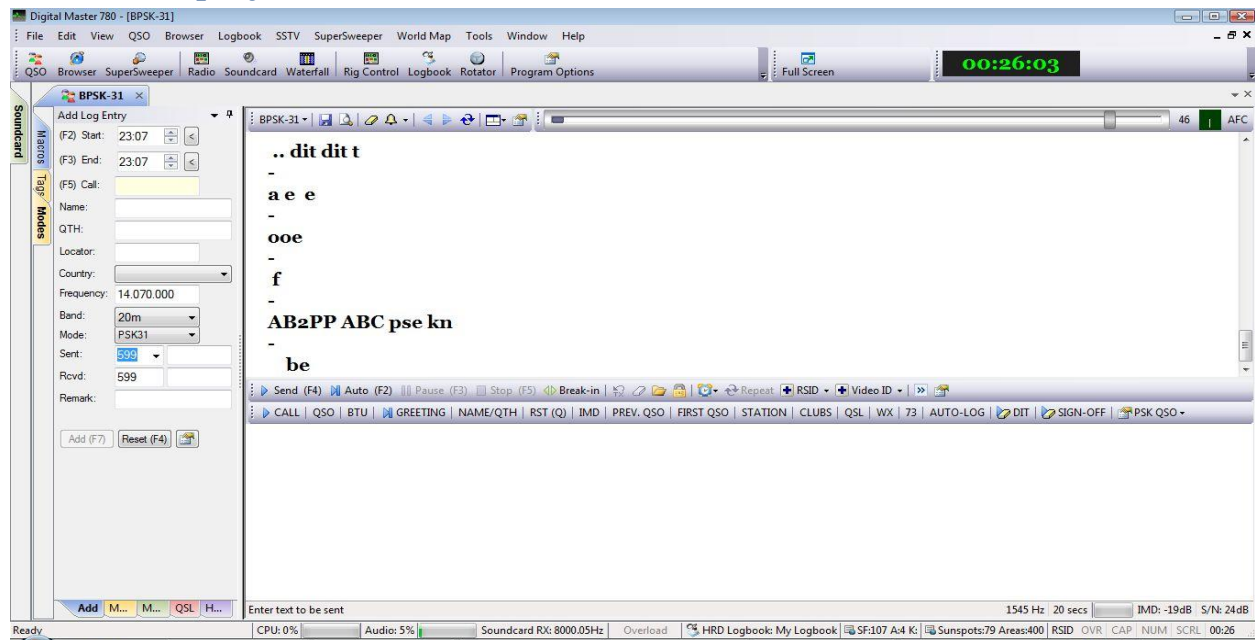 Digital Master 780 - [BPSK-31]
File Edit View QSO Browser Logbook SSTV SuperSweeper World Map Tools Window Help
QSO Browser SuperSweeper Radio Soundcard Waterfall Rig Control Logbook Rotator Program Options Full Screen 00:26:03
BPSK-31
Soundcard
Macros
Tags
Modes
Add Log Entry
(F2) Start: 23:07 <
(F3) End: 23:07 <
(F5) Call:
Name:
QTH:
Locator:
Country:
Frequency: 14.070.000
Band: 20m
Mode: PSK31
Sent: 599
Rcvd: 599
Remark:
Add (F7) Reset (F4)
Add M... M... QSL H...
BPSK-31 46 AFC
.. dit dit t
-
a e e
-
ooe
-
f
-
AB2PP ABC pse kn
-
be
Send (F4) Auto (F2) Pause (F3) Stop (F5) Break-in Repeat RSID Video ID
CALL QSO BTU GREETING NAME/QTH RST (Q) IMD PREV. QSO FIRST QSO STATION CLUBS QSL WX 73 AUTO-LOG DIT SIGN-OFF PSK QSO
Enter text to be sent 1545 Hz 20 secs IMD: -19dB S/N: 24dB
Ready CPU: 0% Audio: 5% Soundcard RX: 8000.05Hz Overload HRD Logbook: My Logbook SF:107 A:4 K: Sunspots:79 Areas:400 RSID OVR CAP NUM SCRL 00:26